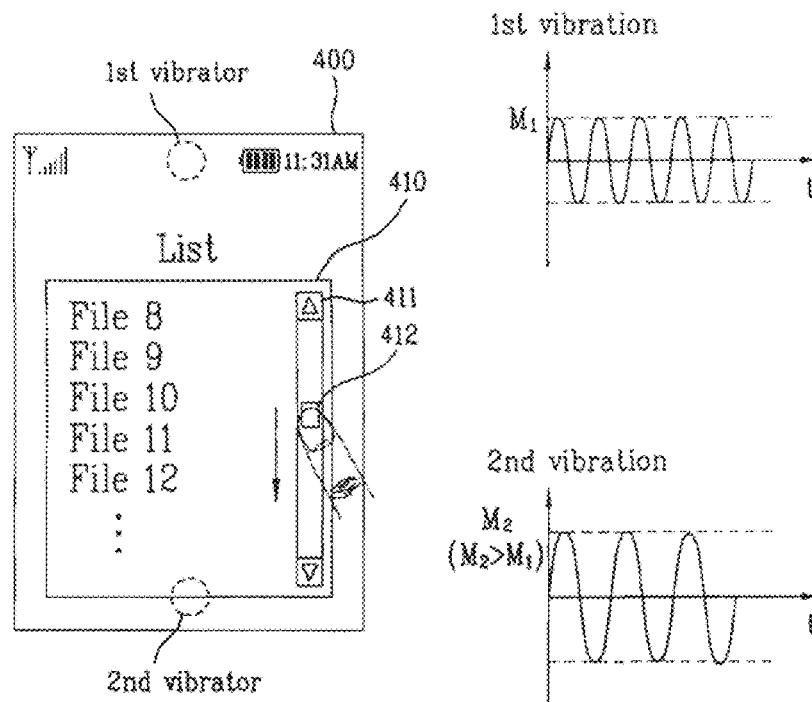 1st vibrator
400
11:31AM
410
List
411
412
File 8
File 9
File 10
File 11
File 12
2nd vibrator
1st vibration
M₁
t
2nd vibration
M₂
(M₂>M₁)
t